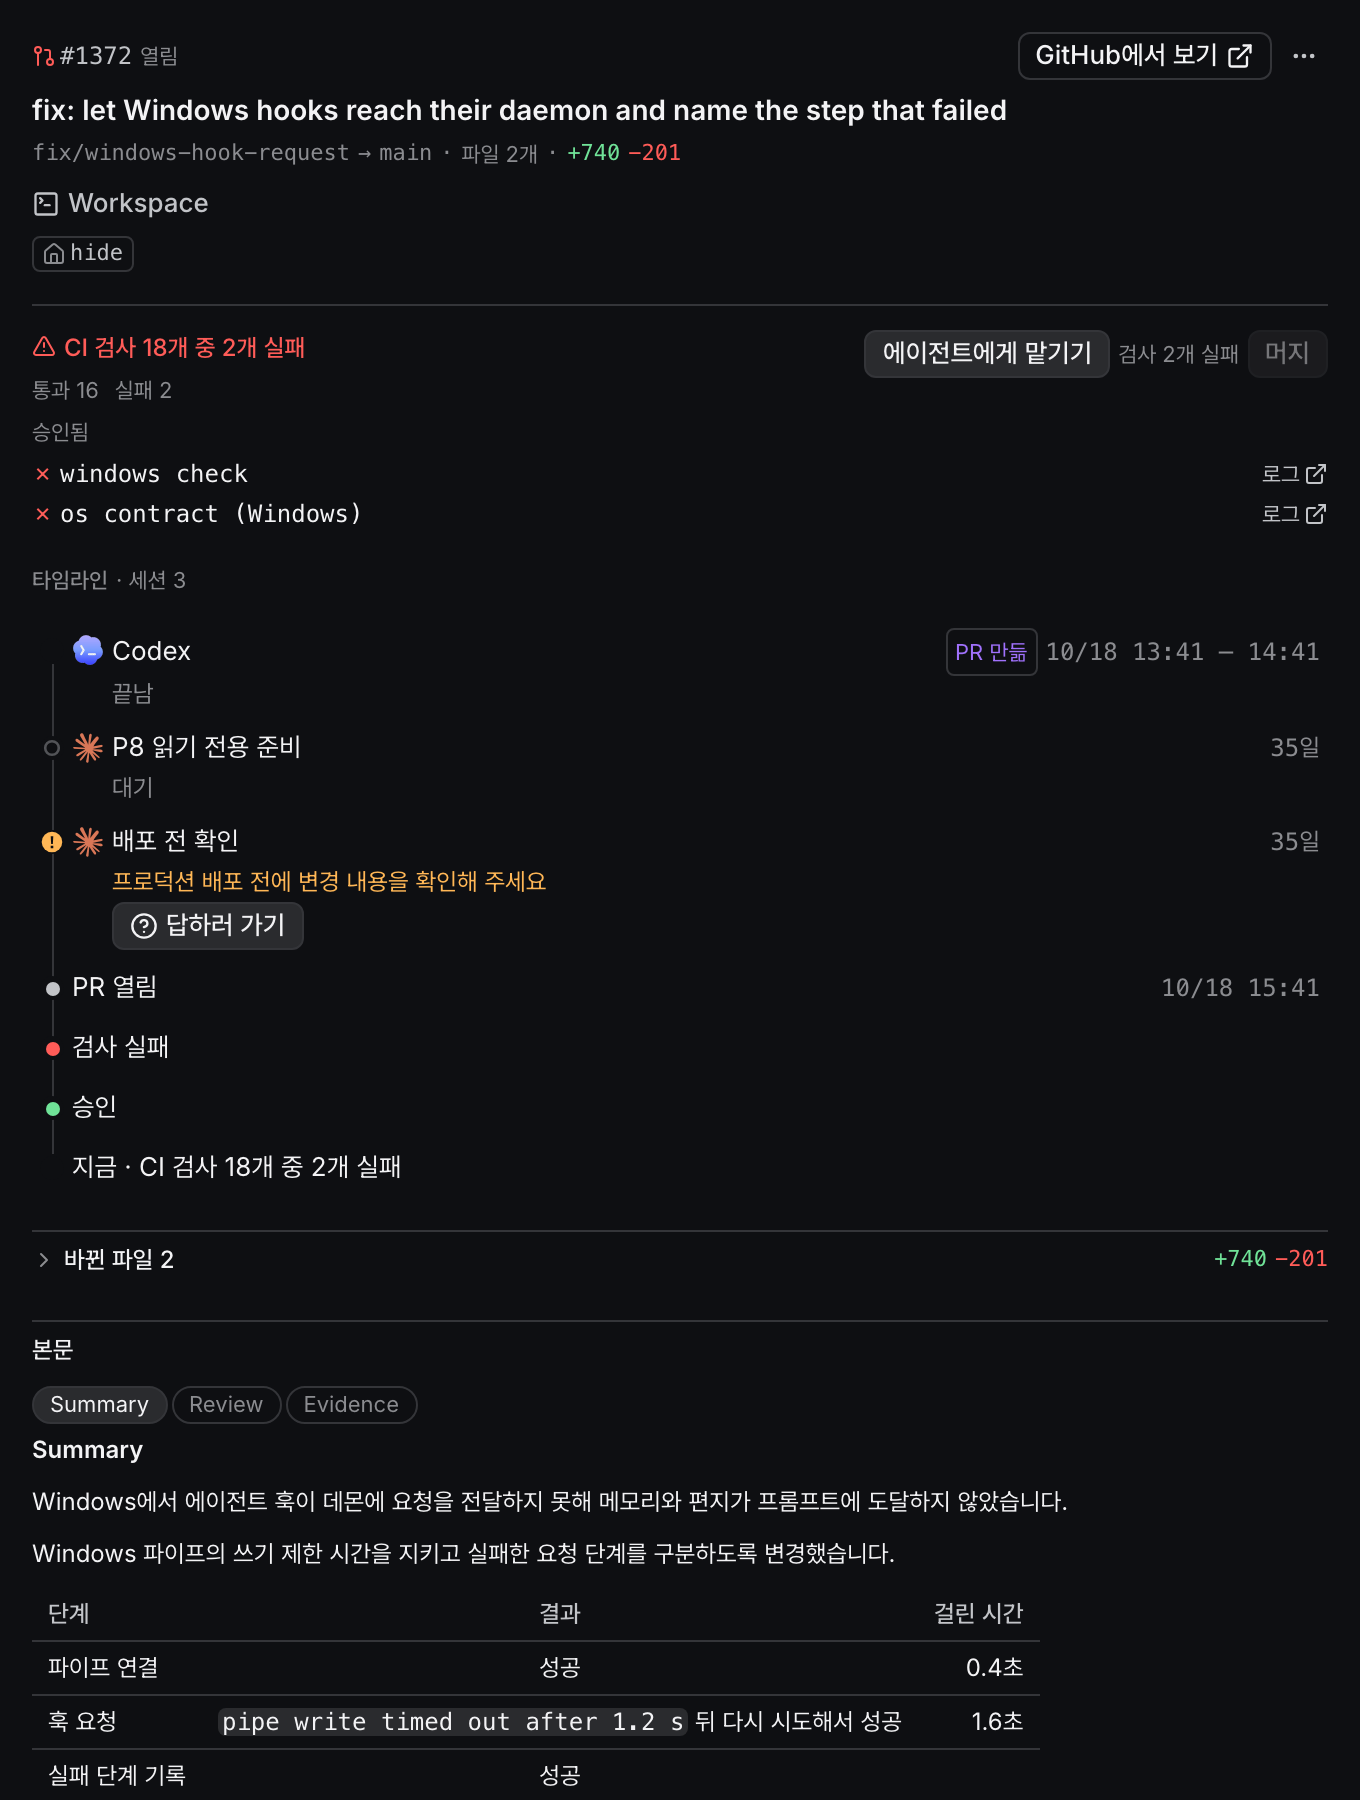 #1372 열림
GitHub에서 보기
fix: let Windows hooks reach their daemon and name the step that failed
fix/windows-hook-request → main · 파일 2개 · +740 −201
Workspace
hide
CI 검사 18개 중 2개 실패
에이전트에게 맡기기 검사 2개 실패 머지
통과 16 실패 2
승인됨
× windows check 로그
× os contract (Windows) 로그
타임라인 · 세션 3
Codex PR 만듦 10/18 13:41 – 14:41
끝남
P8 읽기 전용 준비 35일
대기
배포 전 확인 35일
프로덕션 배포 전에 변경 내용을 확인해 주세요
답하러 가기
PR 열림 10/18 15:41
검사 실패
승인
지금 · CI 검사 18개 중 2개 실패
바뀐 파일 2 +740 −201
본문
Summary Review Evidence
Summary
Windows에서 에이전트 훅이 데몬에 요청을 전달하지 못해 메모리와 편지가 프롬프트에 도달하지 않았습니다.
Windows 파이프의 쓰기 제한 시간을 지키고 실패한 요청 단계를 구분하도록 변경했습니다.
단계 결과 걸린 시간
파이프 연결 성공 0.4초
훅 요청 pipe write timed out after 1.2 s 뒤 다시 시도해서 성공 1.6초
실패 단계 기록 성공